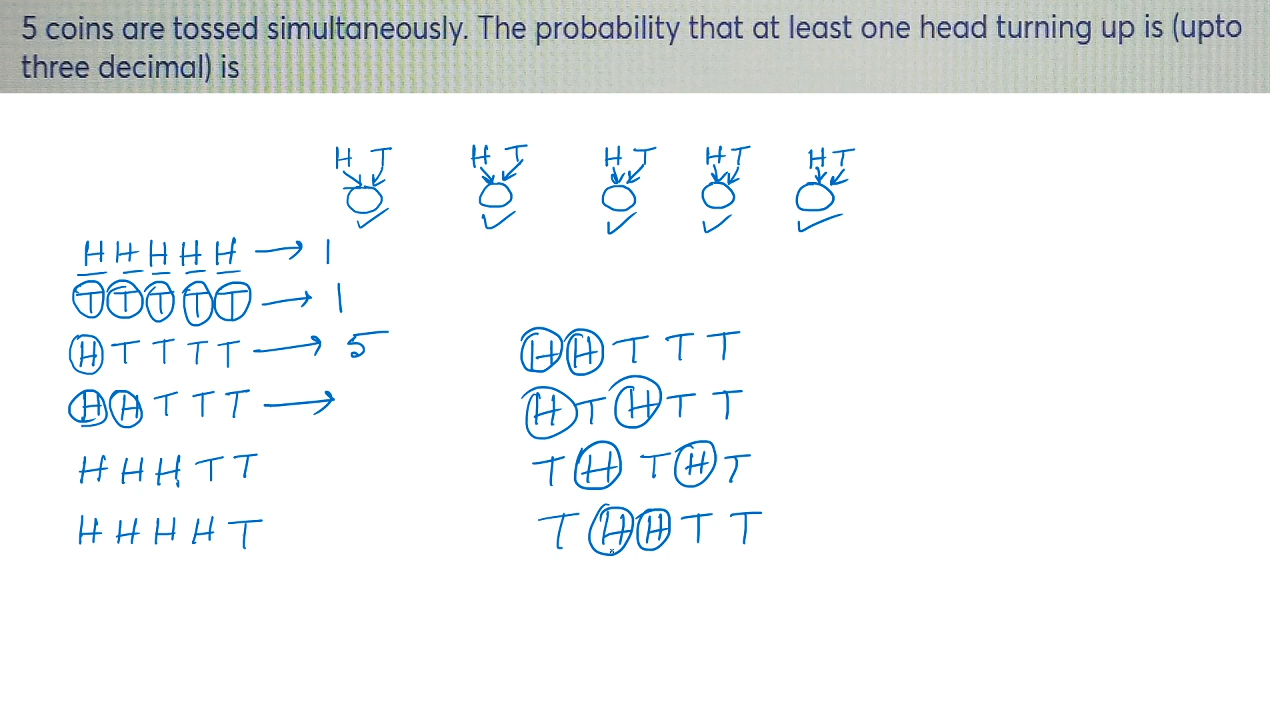 5 coins are tossed simultaneously. The probability that at least one head turning up is (upto
three decimal) is
H T H T H T H T H T
H H H H H → 1
T T T T T → 1
H T T T T → 5
H H T T T →
H H H T T
H H H H T
H H T T T
H T H T T
T H T H T
T H H T T